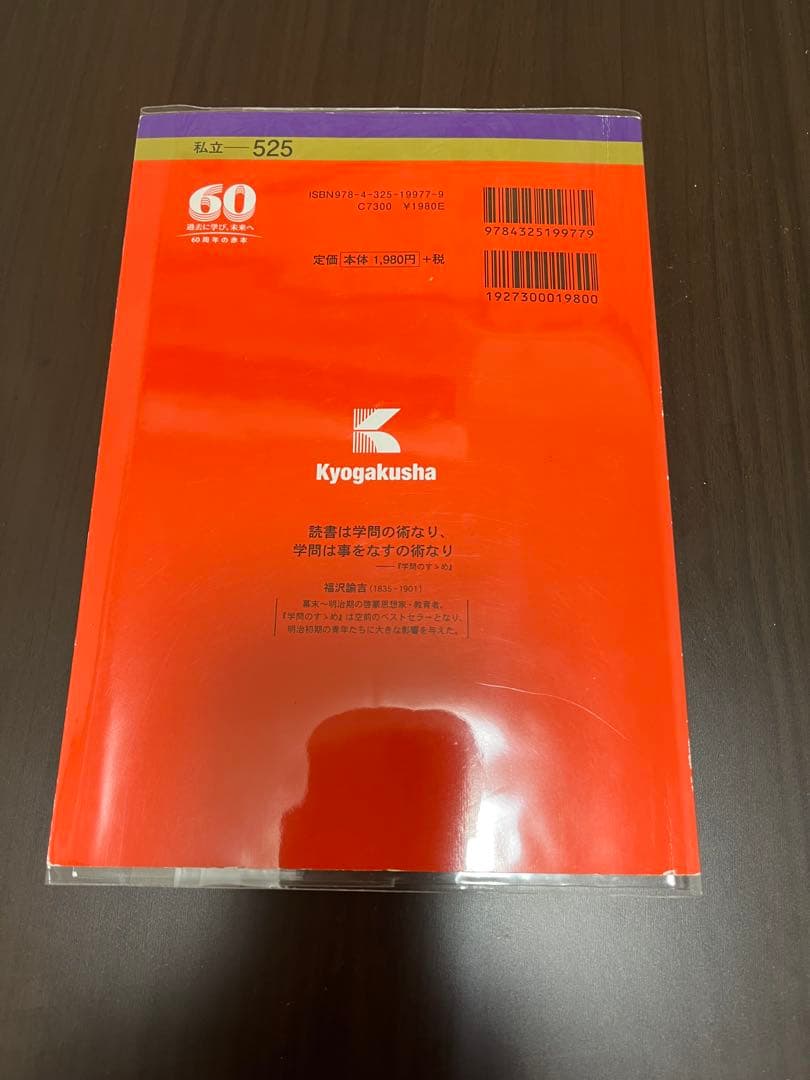 私立―525
60
過去に学び、未来へ
60周年の赤本
ISBN978-4-325-19977-9
C7300 ¥1980E
定価 本体 1,980円 +税
9784325199779
1927300019800
Kyogakusha
読書は学問の術なり、
学問は事をなすの術なり
――『学問のすゝめ』
福沢諭吉(1835-1901)
幕末～明治期の啓蒙思想家・教育者。
『学問のすゝめ』は空前のベストセラーとなり、
明治初期の青年たちに大きな影響を与えた。